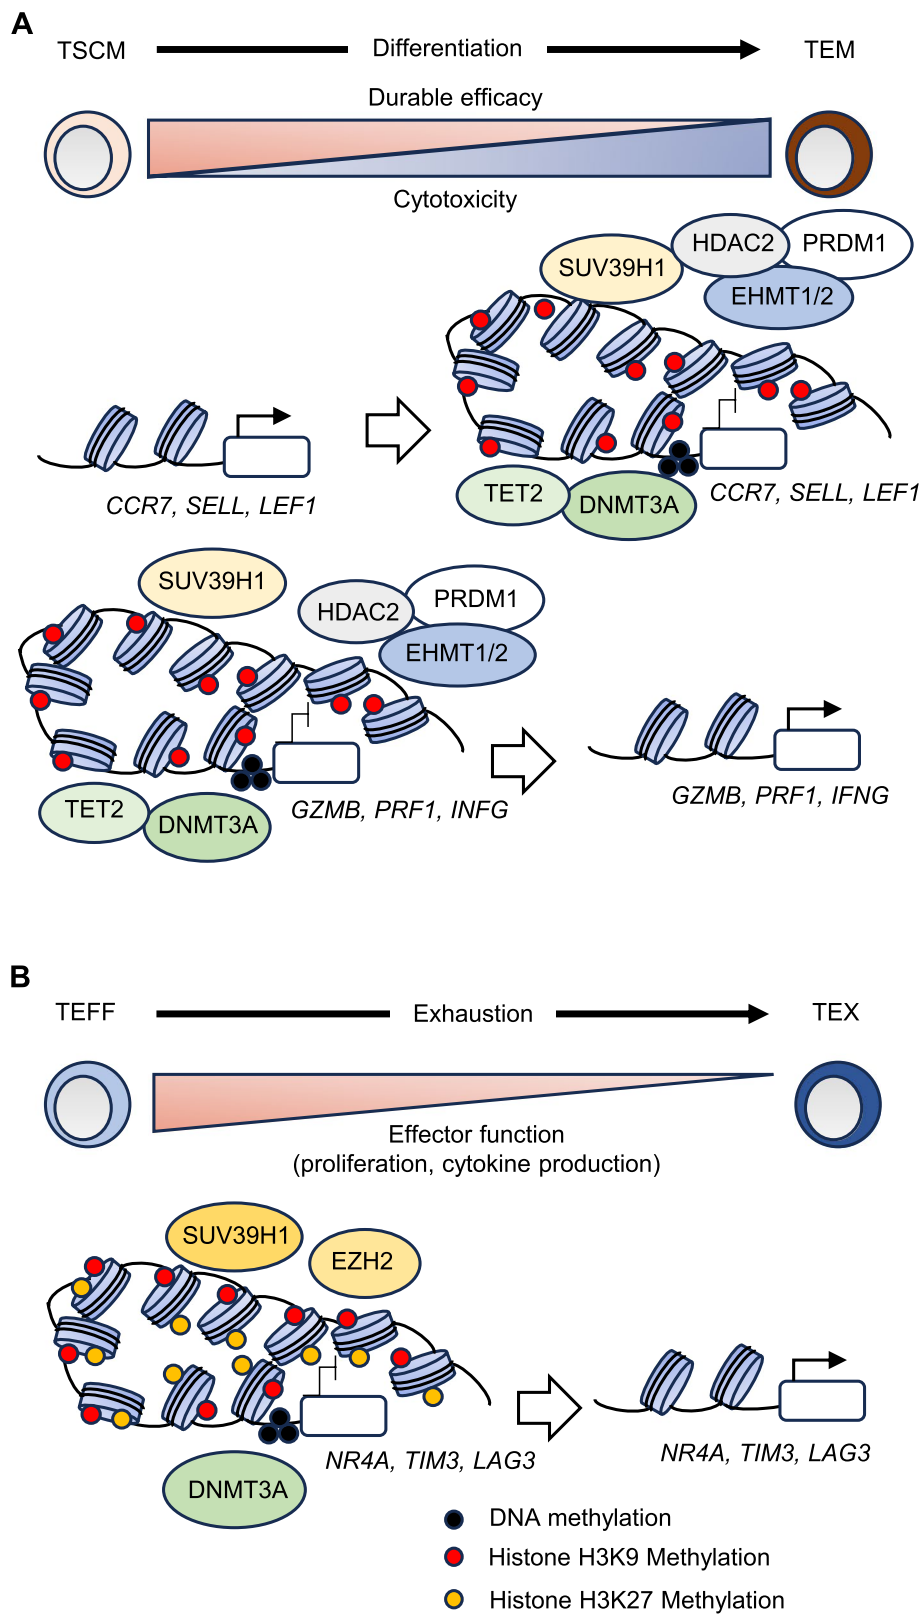 A
TSCM
Differentiation
TEM
Durable efficacy
Cytotoxicity
HDAC2
PRDM1
SUV39H1
EHMT1/2
TET2
DNMT3A
CCR7, SELL, LEF1
CCR7, SELL, LEF1
SUV39H1
HDAC2
PRDM1
EHMT1/2
TET2
DNMT3A
GZMB, PRF1, INFG
GZMB, PRF1, IFNG
B
TEFF
Exhaustion
TEX
Effector function
(proliferation, cytokine production)
SUV39H1
EZH2
NR4A, TIM3, LAG3
NR4A, TIM3, LAG3
DNMT3A
DNA methylation
Histone H3K9 Methylation
Histone H3K27 Methylation